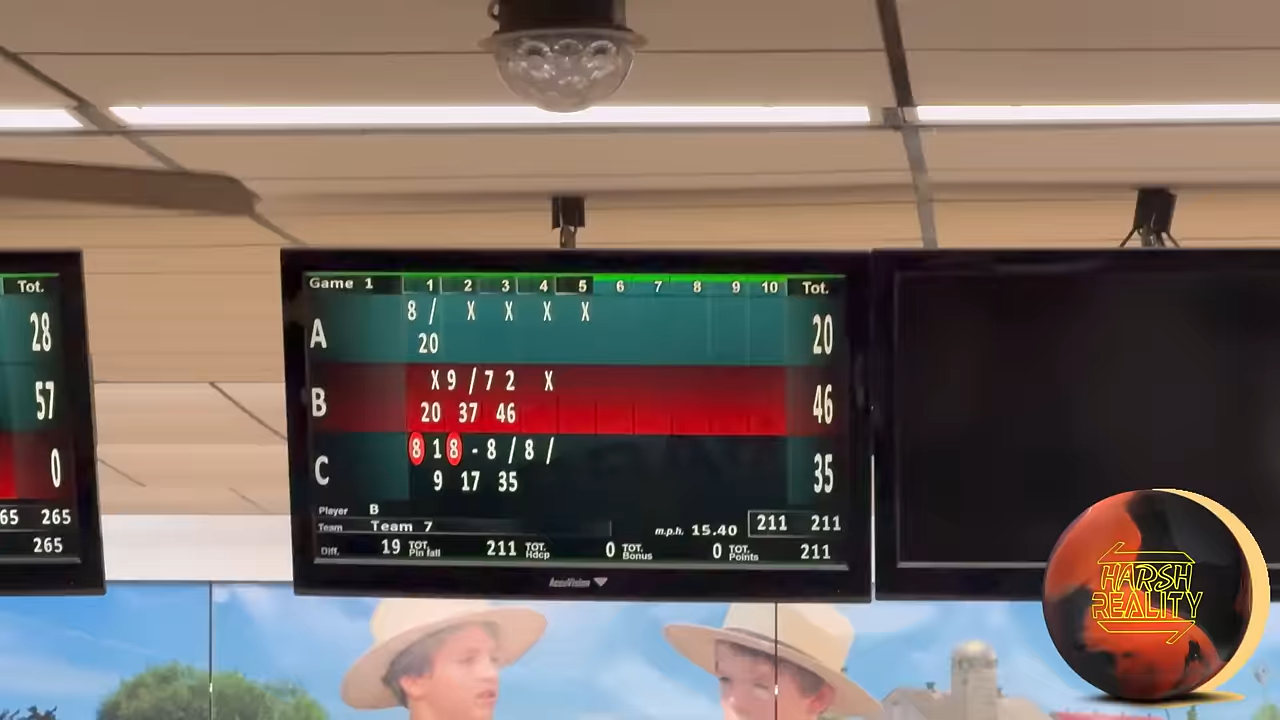 Tot.
28
57
0
65 265
265
Game 1 1 2 3 4 5 6 7 8 9 10 Tot.
A 8 / X X X X 20
20
B X 9 / 7 2 X 46
20 37 46
C 8 1 8 - 8 / 8 / 35
9 17 35
Player B
Team Team 7 m.p.h. 15.40 211 211
Diff. 19 TOT. Pin fall 211 TOT. Hdcp 0 TOT. Bonus 0 TOT. Points 211
AccuVision
HARSH
REALITY